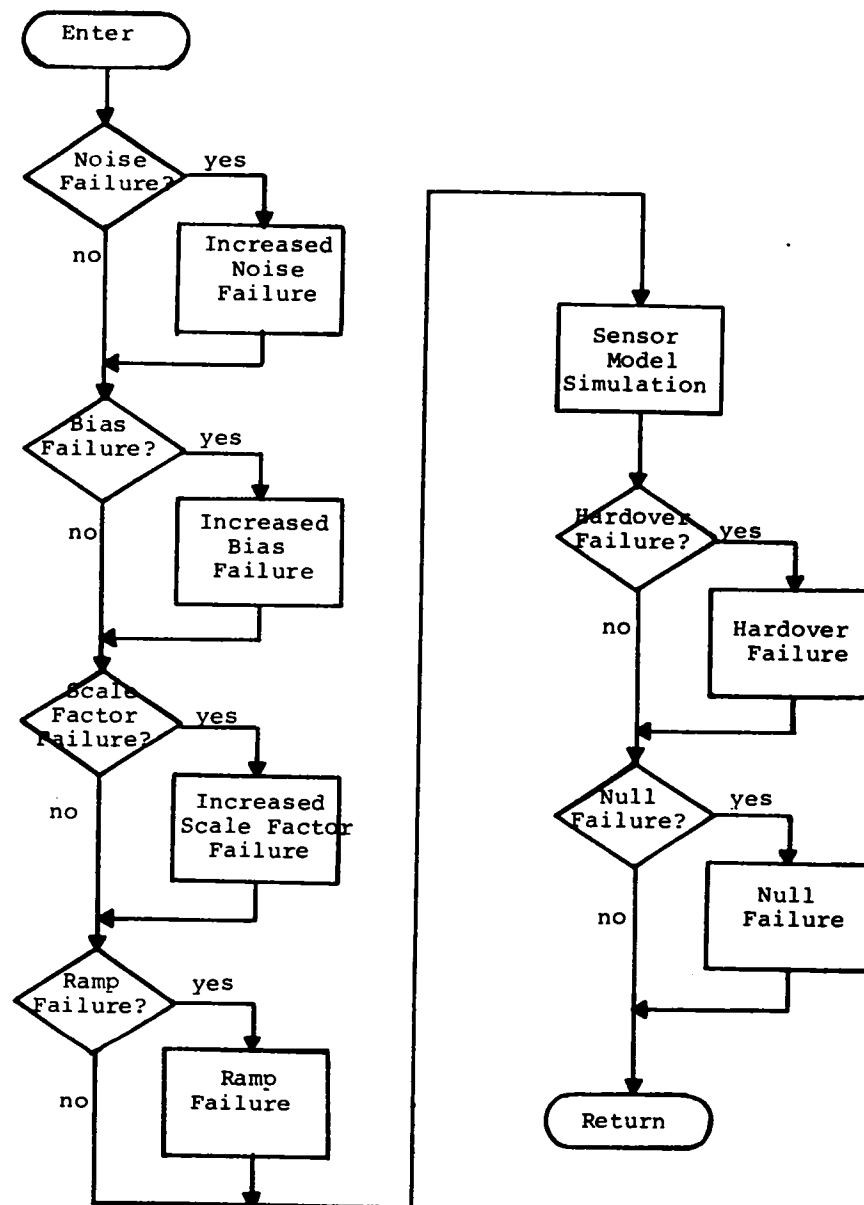 Enter
Noise
Failure?
yes
no
Increased
Noise
Failure
Bias
Failure?
yes
no
Increased
Bias
Failure
Scale
Factor
Failure?
yes
no
Increased
Scale Factor
Failure
Ramp
Failure?
yes
no
Ramp
Failure
Sensor
Model
Simulation
Hardover
Failure?
yes
no
Hardover
Failure
Null
Failure?
yes
no
Null
Failure
Return